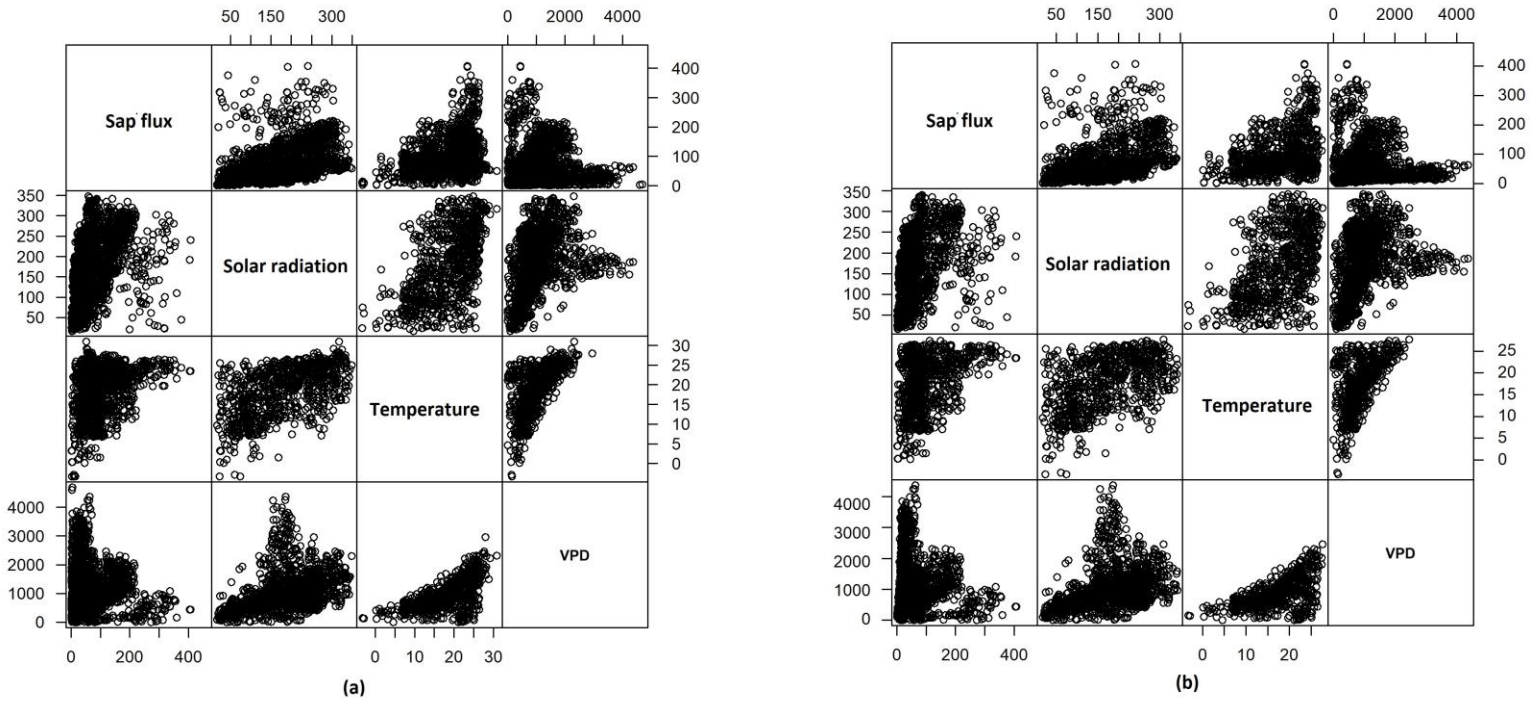 50 150 300 0 2000 4000 50 150 300 0 2000 4000
Sap flux 400 Sap flux 400
300 300
200 200
100 100
0 0
350 350
300 300
250 Solar radiation 250 Solar radiation
200 200
150 150
100 100
50 50
30
25 25
20 20
Temperature 15 Temperature 15
10 10
5 5
0 0
4000 4000
3000 3000
2000 VPD 2000 VPD
1000 1000
0 0
0 200 400 0 10 20 30 0 200 400 0 10 20
(a) (b)